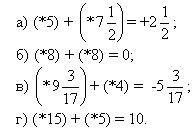 а) (*5) + (*7 1/2) = +2 1/2;
б) (*8) + (*8) = 0;
в) (*9 3/17) + (*4) = -5 3/17;
г) (*15) + (*5) = 10.